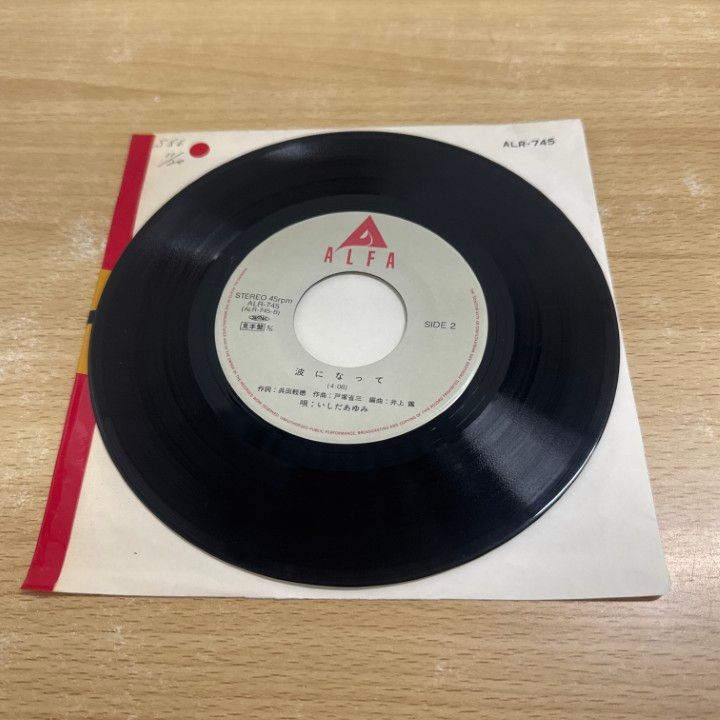 ALR-745
ALFA
STEREO 45rpm
ALR-745
(ALR-745-B)
見本盤
SIDE 2
波になって
(4:06)
作詞:呉田軽穂 作曲:戸塚省三 編曲:井上鑑
唄:いしだあゆみ